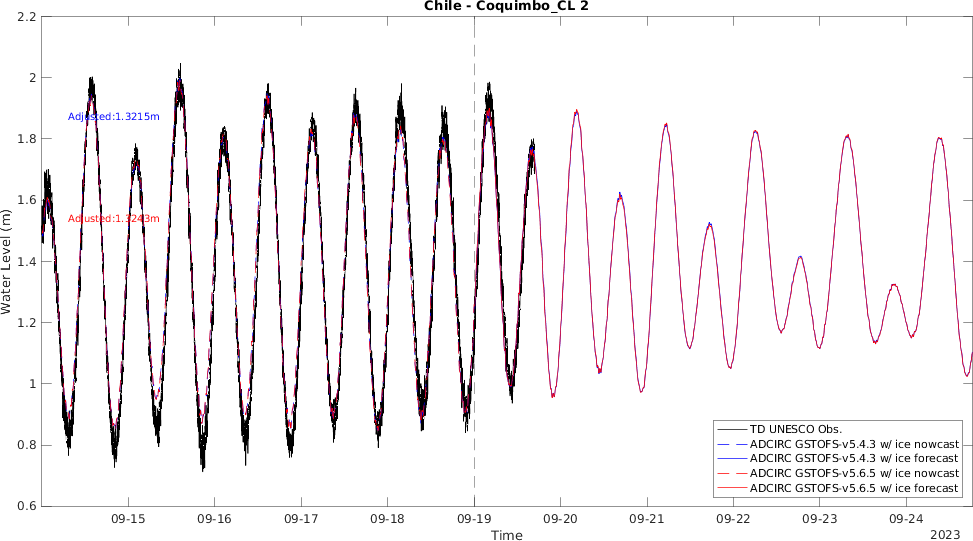 Chile - Coquimbo_CL 2
2.2
2
1.8
1.6
1.4
1.2
1
0.8
0.6
Water Level (m)
Adjusted:1.3215m
Adjusted:1.3243m
TD UNESCO Obs.
ADCIRC GSTOFS-v5.4.3 w/ ice nowcast
ADCIRC GSTOFS-v5.4.3 w/ ice forecast
ADCIRC GSTOFS-v5.6.5 w/ ice nowcast
ADCIRC GSTOFS-v5.6.5 w/ ice forecast
09-15 09-16 09-17 09-18 09-19 09-20 09-21 09-22 09-23 09-24
Time
2023